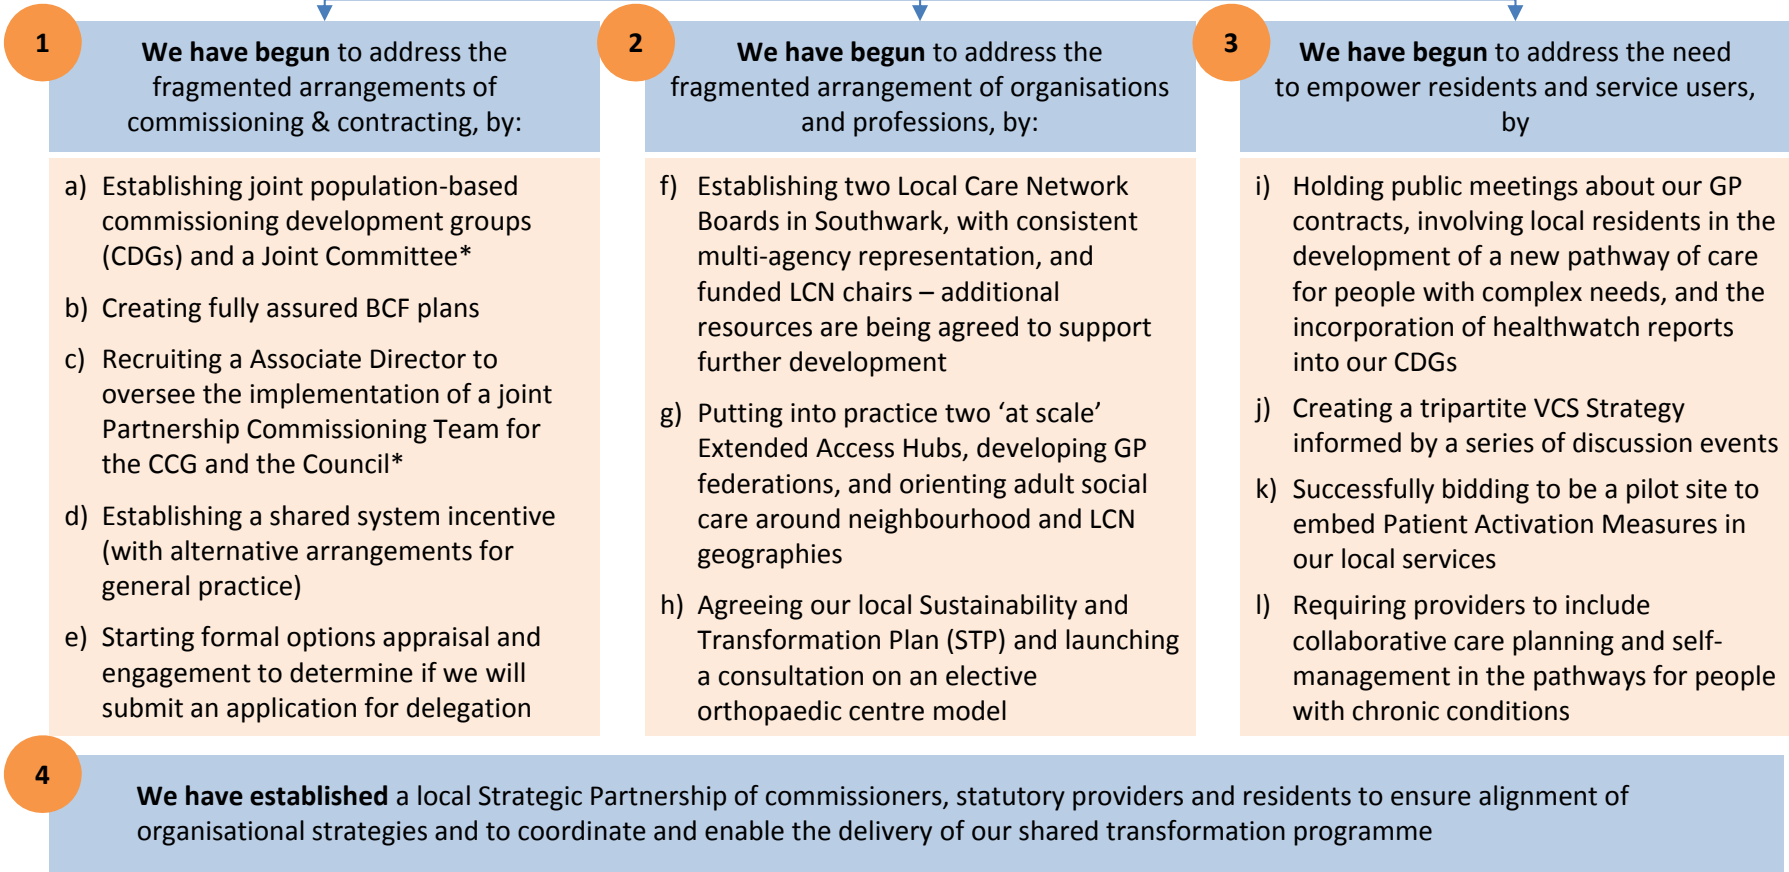 1
We have begun to address the
fragmented arrangements of
commissioning & contracting, by:
a) Establishing joint population-based
commissioning development groups
(CDGs) and a Joint Committee*
b) Creating fully assured BCF plans
c) Recruiting a Associate Director to
oversee the implementation of a joint
Partnership Commissioning Team for
the CCG and the Council*
d) Establishing a shared system incentive
(with alternative arrangements for
general practice)
e) Starting formal options appraisal and
engagement to determine if we will
submit an application for delegation
2
We have begun to address the
fragmented arrangement of organisations
and professions, by:
f) Establishing two Local Care Network
Boards in Southwark, with consistent
multi-agency representation, and
funded LCN chairs – additional
resources are being agreed to support
further development
g) Putting into practice two ‘at scale’
Extended Access Hubs, developing GP
federations, and orienting adult social
care around neighbourhood and LCN
geographies
h) Agreeing our local Sustainability and
Transformation Plan (STP) and launching
a consultation on an elective
orthopaedic centre model
3
We have begun to address the need
to empower residents and service users,
by
i) Holding public meetings about our GP
contracts, involving local residents in the
development of a new pathway of care
for people with complex needs, and the
incorporation of healthwatch reports
into our CDGs
j) Creating a tripartite VCS Strategy
informed by a series of discussion events
k) Successfully bidding to be a pilot site to
embed Patient Activation Measures in
our local services
l) Requiring providers to include
collaborative care planning and self-
management in the pathways for people
with chronic conditions
4
We have established a local Strategic Partnership of commissioners, statutory providers and residents to ensure alignment of
organisational strategies and to coordinate and enable the delivery of our shared transformation programme